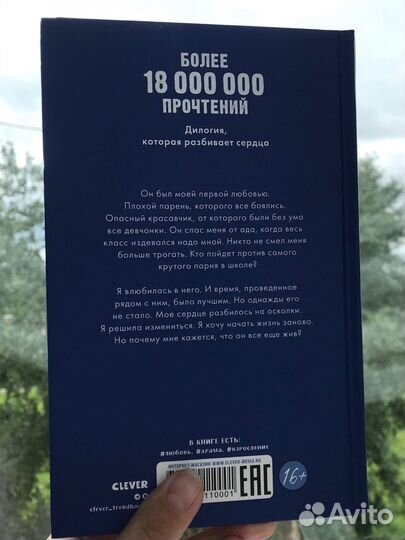 БОЛЕЕ
18 000 000
ПРОЧТЕНИЙ
Дилогия,
которая разбивает сердца
Он был моей первой любовью.
Плохой парень, которого все боялись.
Опасный красавчик, от которого были без ума
все девчонки. Он спас меня от ада, когда весь
класс издевался надо мной. Никто не смел меня
больше трогать. Кто пойдет против самого
крутого парня в школе?
Я влюбилась в него. И время, проведенное
рядом с ним, было лучшим. Но однажды его
не стало. Мое сердце разбилось на осколки.
Я решила измениться. Я хочу начать жизнь заново.
Но почему мне кажется, что он все еще жив?
В КНИГЕ ЕСТЬ:
#любовь, #драма, #взросление
ИНТЕРНЕТ-МАГАЗИН WWW.CLEVER-MEDIA.RU
CLEVER
110001
EAC
16+
Avito